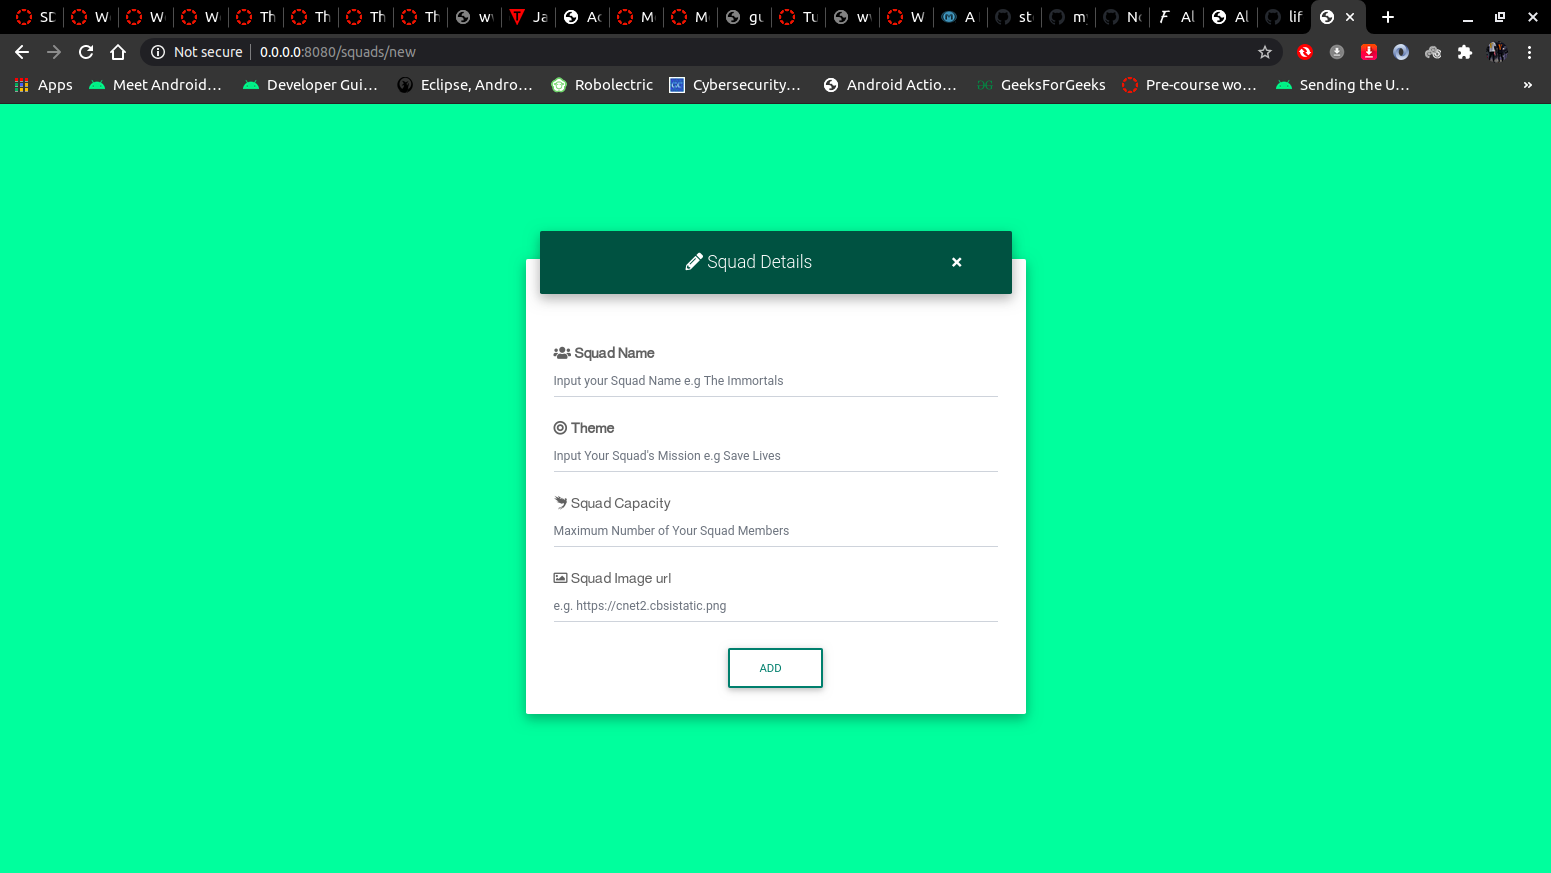 SD W W W Th Th Th Th w Ja Ac M M gu Tu w W A st m No Al Al lif
Not secure 0.0.0.0:8080/squads/new
Apps Meet Android… Developer Gui… Eclipse, Andro… Robolectric GC Cybersecurity… Android Actio… GeeksForGeeks Pre-course wo… Sending the U… »
Squad Details
Squad Name
Input your Squad Name e.g The Immortals
Theme
Input Your Squad's Mission e.g Save Lives
Squad Capacity
Maximum Number of Your Squad Members
Squad Image url
e.g. https://cnet2.cbsistatic.png
ADD